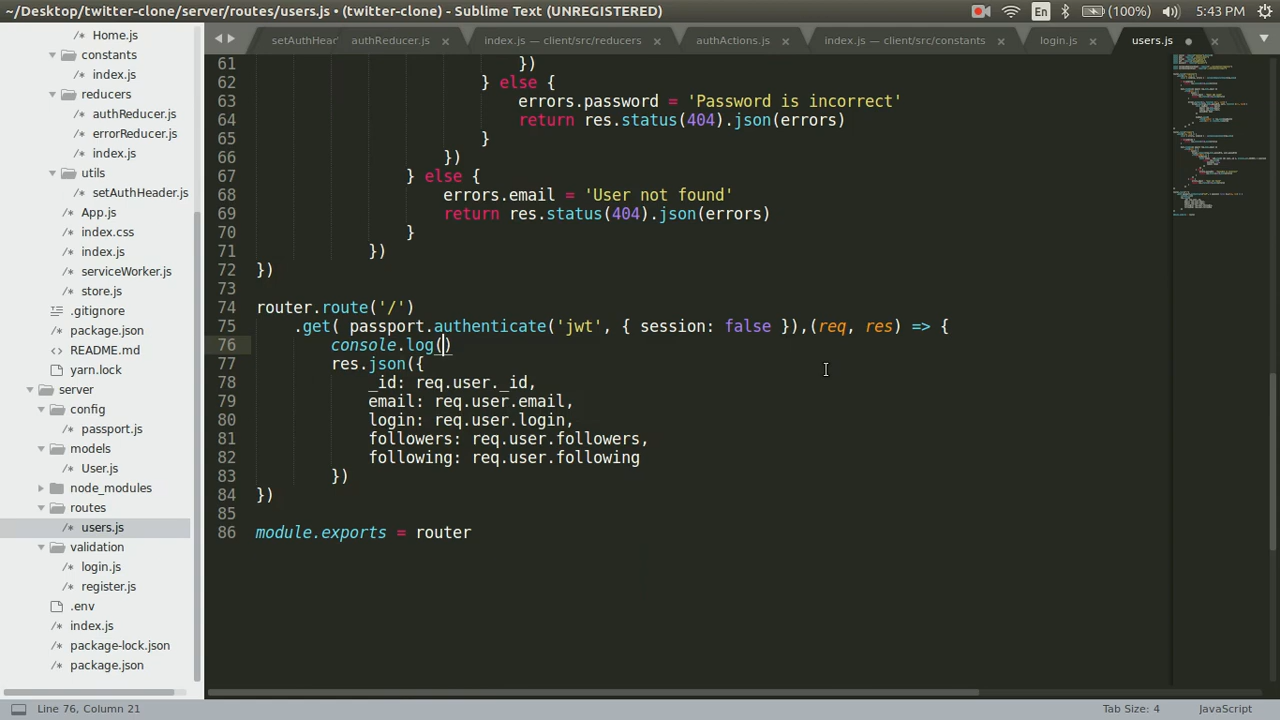 ~/Desktop/twitter-clone/server/routes/users.js • (twitter-clone) - Sublime Text (UNREGISTERED)
En
(100%)
5:43 PM
Home.js
constants
index.js
reducers
authReducer.js
errorReducer.js
index.js
utils
setAuthHeader.js
App.js
index.css
index.js
serviceWorker.js
store.js
.gitignore
package.json
README.md
yarn.lock
server
config
passport.js
models
User.js
node_modules
routes
users.js
validation
login.js
register.js
.env
index.js
package-lock.json
package.json
setAuthHead
authReducer.js
index.js — client/src/reducers
authActions.js
index.js — client/src/constants
login.js
users.js
61 })
62 } else {
63 errors.password = 'Password is incorrect'
64 return res.status(404).json(errors)
65 }
66 })
67 } else {
68 errors.email = 'User not found'
69 return res.status(404).json(errors)
70 }
71 })
72 })
73
74 router.route('/')
75 .get( passport.authenticate('jwt', { session: false }),(req, res) => {
76 console.log()
77 res.json({
78 _id: req.user._id,
79 email: req.user.email,
80 login: req.user.login,
81 followers: req.user.followers,
82 following: req.user.following
83 })
84 })
85
86 module.exports = router
Line 76, Column 21
Tab Size: 4
JavaScript